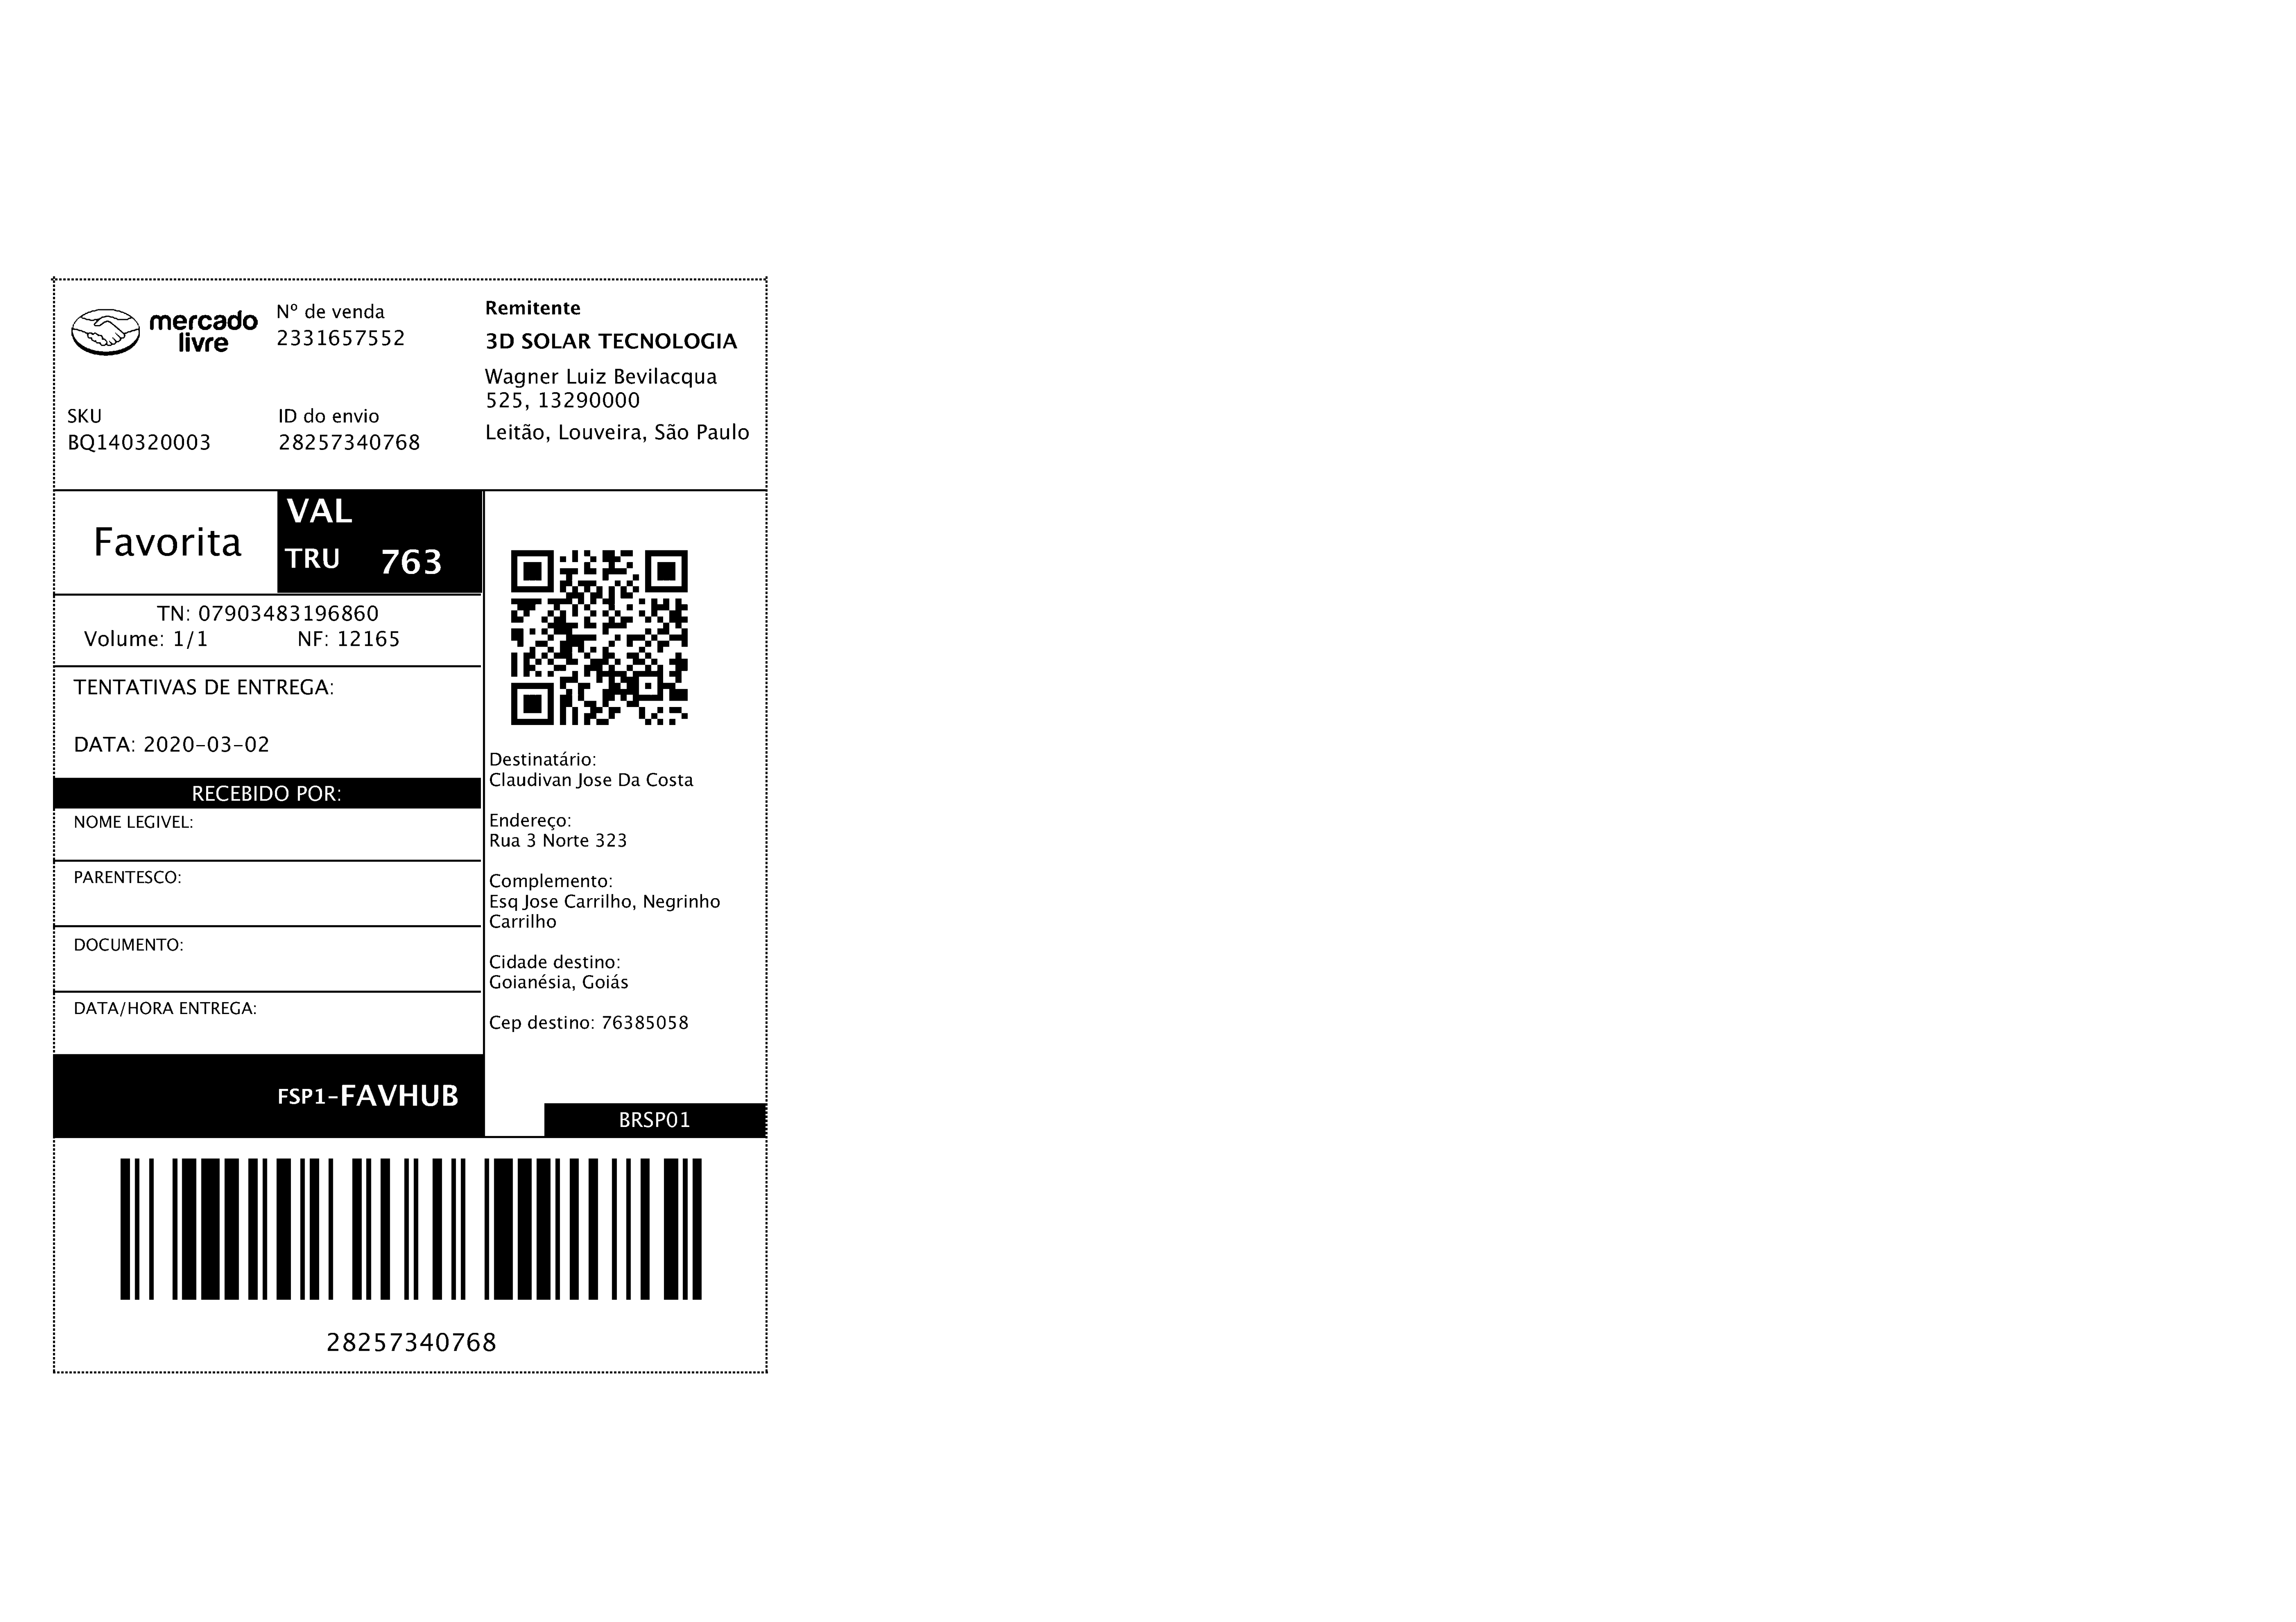 mercado
livre
Nº de venda
2331657552
SKU
BQ140320003
ID do envio
28257340768
Remitente
3D SOLAR TECNOLOGIA
Wagner Luiz Bevilacqua
525, 13290000
Leitão, Louveira, São Paulo
Favorita
VAL
TRU 763
TN: 07903483196860
Volume: 1/1 NF: 12165
TENTATIVAS DE ENTREGA:
DATA: 2020-03-02
RECEBIDO POR:
NOME LEGIVEL:
PARENTESCO:
DOCUMENTO:
DATA/HORA ENTREGA:
FSP1-FAVHUB
Destinatário:
Claudivan Jose Da Costa
Endereço:
Rua 3 Norte 323
Complemento:
Esq Jose Carrilho, Negrinho
Carrilho
Cidade destino:
Goianésia, Goiás
Cep destino: 76385058
BRSP01
28257340768